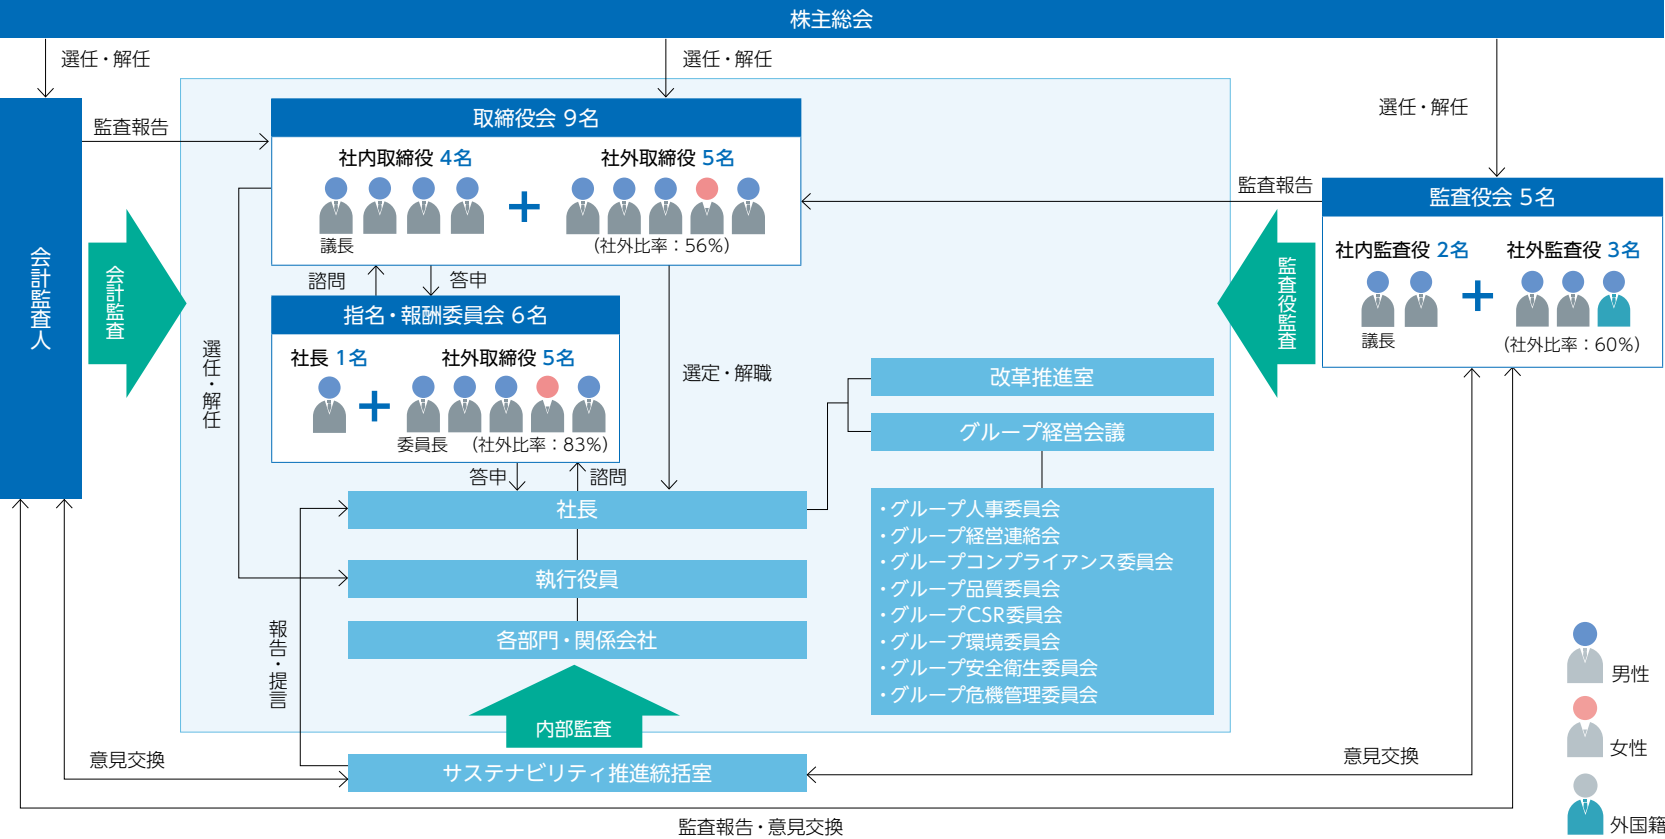 株主総会
選任・解任
選任・解任
選任・解任
会計監査人
監査報告
会計監査
取締役会 9名
社内取締役 4名
社外取締役 5名
議長
(社外比率：56%)
諮問
答申
指名・報酬委員会 6名
社長 1名
社外取締役 5名
委員長
(社外比率：83%)
答申
諮問
選任・解任
選定・解職
監査報告
監査役会 5名
社内監査役 2名
社外監査役 3名
議長
(社外比率：60%)
監査役監査
改革推進室
グループ経営会議
・グループ人事委員会
・グループ経営連絡会
・グループコンプライアンス委員会
・グループ品質委員会
・グループCSR委員会
・グループ環境委員会
・グループ安全衛生委員会
・グループ危機管理委員会
社長
執行役員
各部門・関係会社
報告・提言
内部監査
サステナビリティ推進統括室
意見交換
意見交換
監査報告・意見交換
男性
女性
外国籍